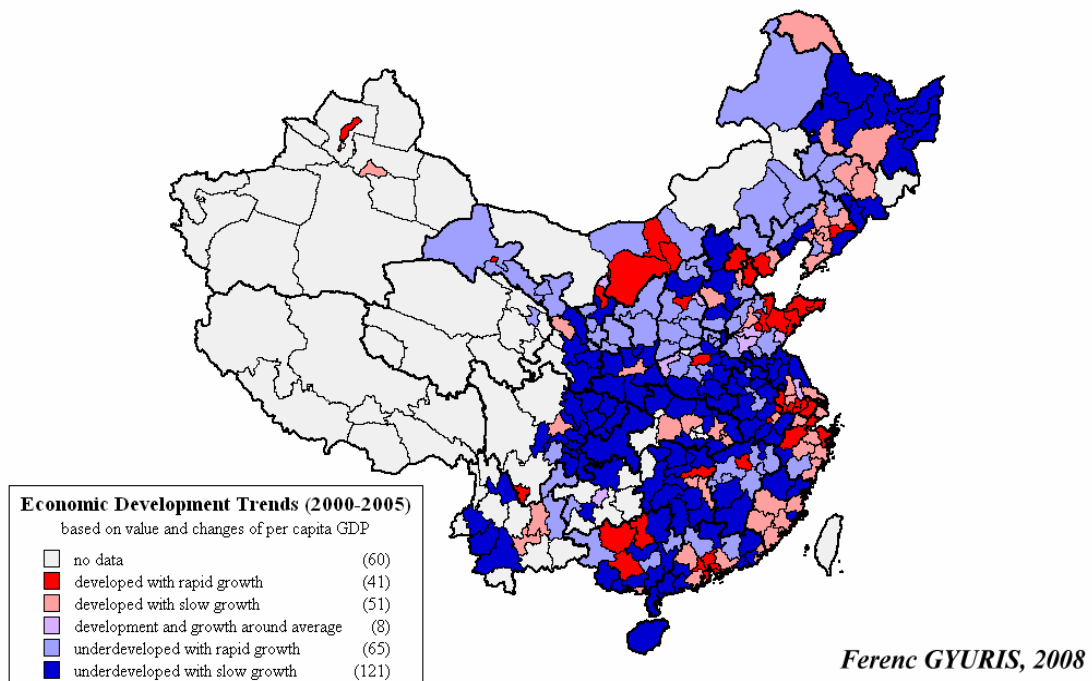 Economic Development Trends (2000-2005)
based on value and changes of per capita GDP
no data (60)
developed with rapid growth (41)
developed with slow growth (51)
development and growth around average (8)
underdeveloped with rapid growth (65)
underdeveloped with slow growth (121)
Ferenc GYURIS, 2008